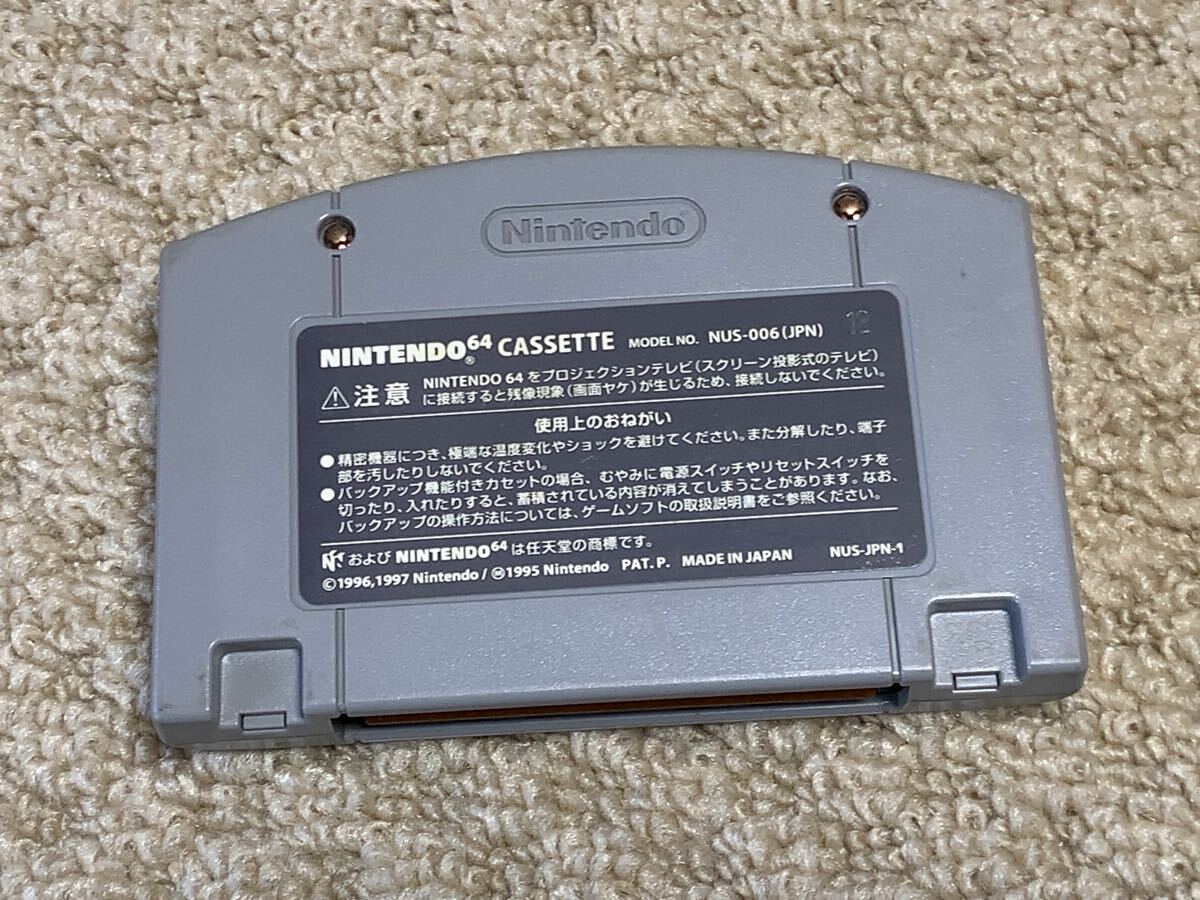 Nintendo
NINTENDO64® CASSETTE MODEL NO. NUS-006(JPN) 12
⚠注意 NINTENDO 64 をプロジェクションテレビ(スクリーン投影式のテレビ)
に接続すると残像現象(画面ヤケ)が生じるため、接続しないでください。
使用上のおねがい
●精密機器につき、極端な温度変化やショックを避けてください。また分解したり、端子
部を汚したりしないでください。
●バックアップ機能付きカセットの場合、むやみに電源スイッチやリセットスイッチを
切ったり、入れたりすると、蓄積されている内容が消えてしまうことがあります。なお、
バックアップの操作方法については、ゲームソフトの取扱説明書をご参照ください。
および NINTENDO64 は任天堂の商標です。
©1996,1997 Nintendo/Ⓜ1995 Nintendo PAT. P. MADE IN JAPAN NUS-JPN-1